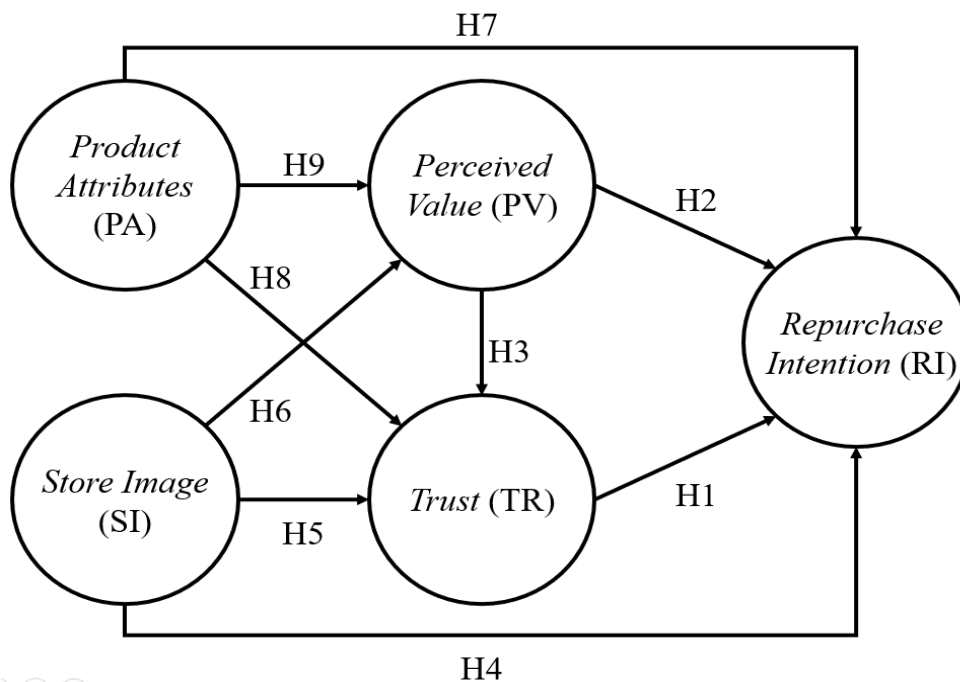 H7
Product
Attributes
(PA)
H9
Perceived
Value (PV)
H2
H8
Repurchase
Intention (RI)
H3
H6
Store Image
(SI)
H5
Trust (TR)
H1
H4